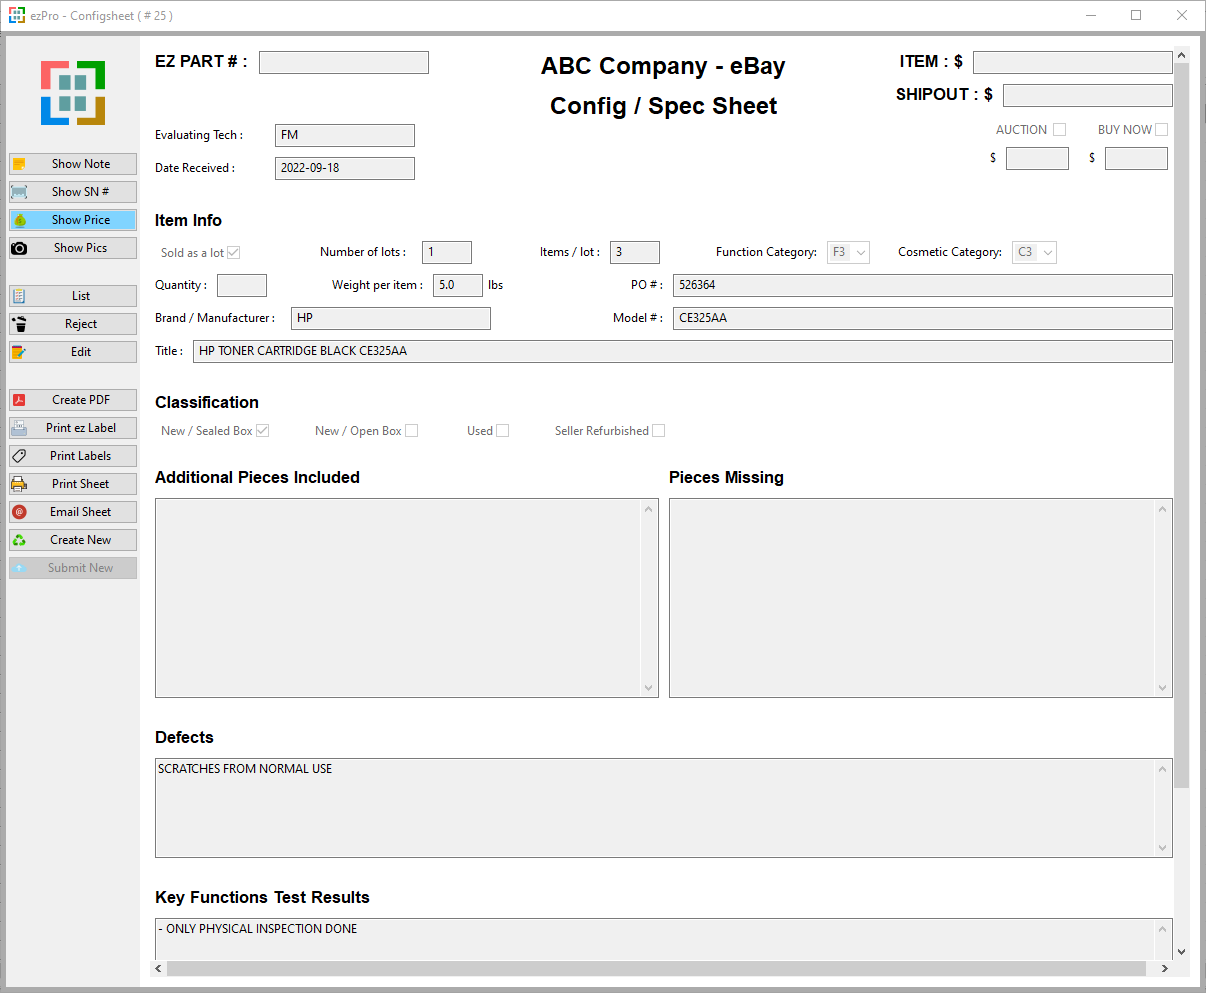 ezPro - Configsheet ( # 25 )
EZ PART # :
ABC Company - eBay
Config / Spec Sheet
ITEM : $
SHIPOUT : $
Evaluating Tech : FM
AUCTION BUY NOW
Date Received : 2022-09-18
$ $
Show Note
Show SN #
Show Price
Show Pics
List
Reject
Edit
Create PDF
Print ez Label
Print Labels
Print Sheet
Email Sheet
Create New
Submit New
Item Info
Sold as a lot Number of lots : 1 Items / lot : 3 Function Category: F3 Cosmetic Category: C3
Quantity : Weight per item : 5.0 lbs PO # : 526364
Brand / Manufacturer : HP Model # : CE325AA
Title : HP TONER CARTRIDGE BLACK CE325AA
Classification
New / Sealed Box New / Open Box Used Seller Refurbished
Additional Pieces Included Pieces Missing
Defects
SCRATCHES FROM NORMAL USE
Key Functions Test Results
- ONLY PHYSICAL INSPECTION DONE